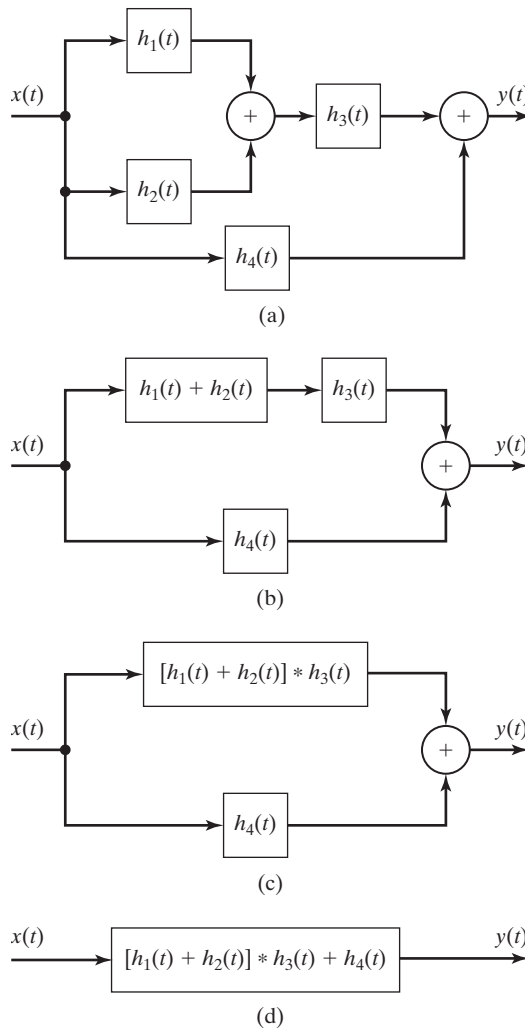 h₁(t)
x(t)
y(t)
+
h₃(t)
+
h₂(t)
h₄(t)
(a)
h₁(t) + h₂(t)
h₃(t)
x(t)
y(t)
+
h₄(t)
(b)
[h₁(t) + h₂(t)] * h₃(t)
x(t)
y(t)
+
h₄(t)
(c)
x(t)
y(t)
[h₁(t) + h₂(t)] * h₃(t) + h₄(t)
(d)